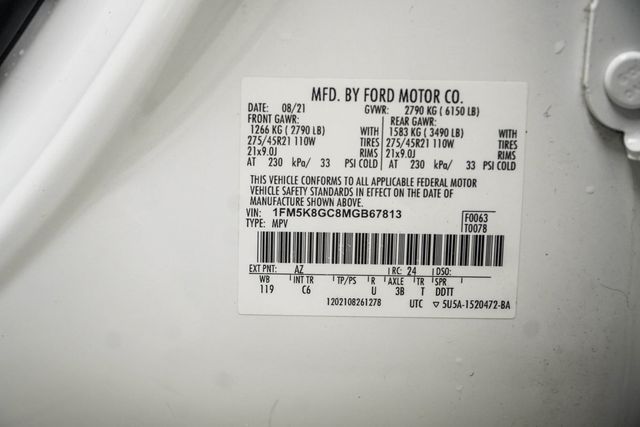 MFD. BY FORD MOTOR CO.
DATE: 08/21 GVWR: 2790 KG ( 6150 LB)
FRONT GAWR: REAR GAWR:
1266 KG ( 2790 LB) WITH 1583 KG ( 3490 LB) WITH
275/45R21 110W TIRES 275/45R21 110W TIRES
21x9.0J RIMS 21x9.0J RIMS
AT 230 kPa/ 33 PSI COLD AT 230 kPa/ 33 PSI COLD
THIS VEHICLE CONFORMS TO ALL APPLICABLE FEDERAL MOTOR
VEHICLE SAFETY STANDARDS IN EFFECT ON THE DATE OF
MANUFACTURE SHOWN ABOVE.
VIN: 1FM5K8GC8MGB67813 F0063
TYPE: MPV T0078
EXT PNT: AZ RC: 24 DSO:
WB INT TR TP/PS R AXLE TR SPR
119 C6 U 3B T DDTT
1202108261278 UTC ▽ 5U5A-1520472-BA